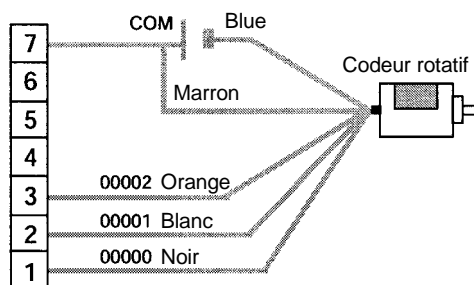 COM Blue
7
Codeur rotatif
6
Marron
5
4
3 00002 Orange
2 00001 Blanc
1 00000 Noir